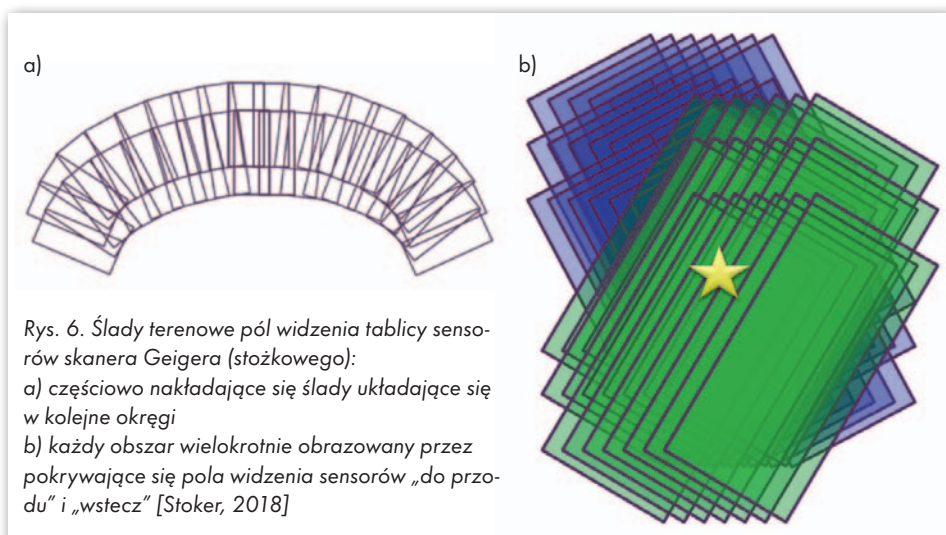 a)
b)
Rys. 6. Ślady terenowe pól widzenia tablicy senso-
rów skanera Geigera (stożkowego):
a) częściowo nakładające się ślady układające się
w kolejne okręgi
b) każdy obszar wielokrotnie obrazowany przez
pokrywające się pola widzenia sensorów „do przo-
du” i „wstecz” [Stoker, 2018]